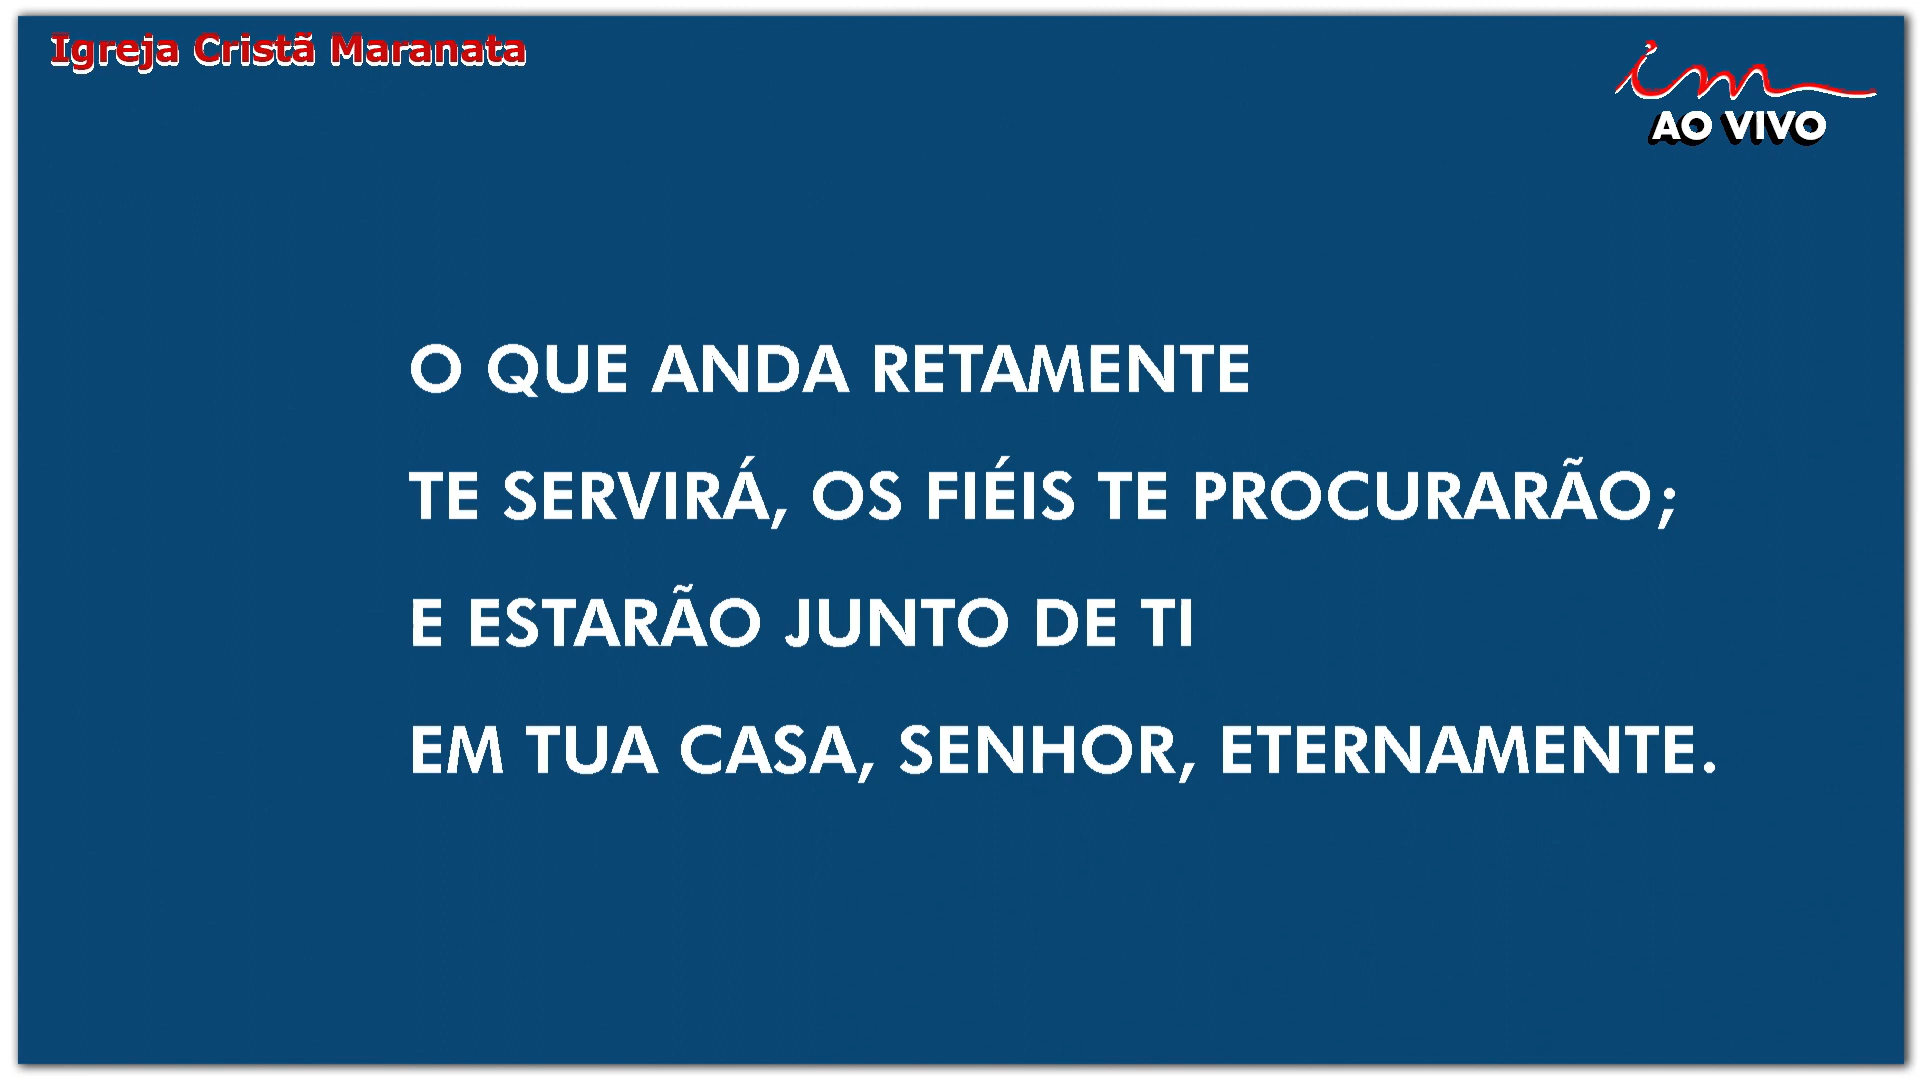 Igreja Cristã Maranata
im
AO VIVO
O QUE ANDA RETAMENTE
TE SERVIRÁ, OS FIÉIS TE PROCURARÃO;
E ESTARÃO JUNTO DE TI
EM TUA CASA, SENHOR, ETERNAMENTE.